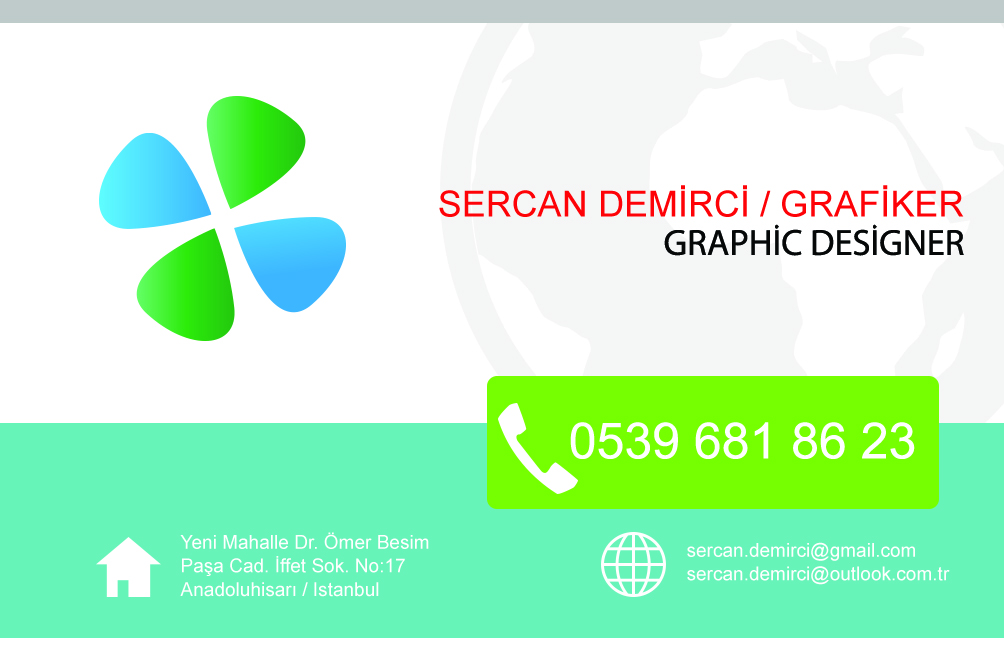 SERCAN DEMİRCİ / GRAFİKER
GRAPHİC DESİGNER
0539 681 86 23
Yeni Mahalle Dr. Ömer Besim
Paşa Cad. İffet Sok. No:17
Anadoluhisarı / Istanbul
sercan.demirci@gmail.com
sercan.demirci@outlook.com.tr